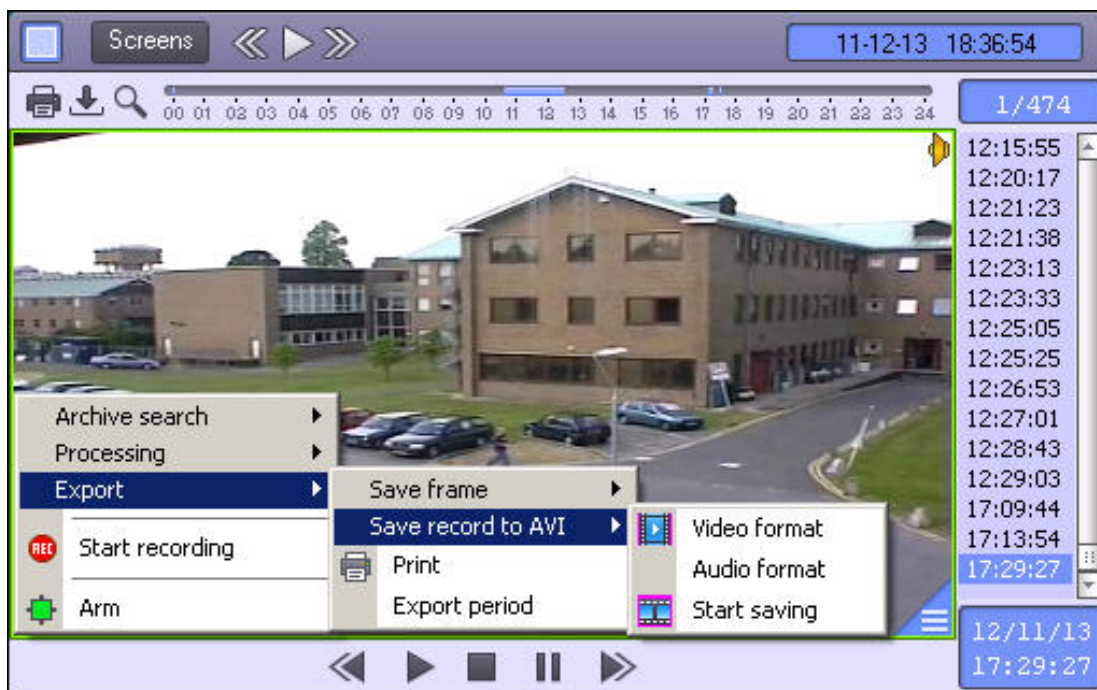 Screens
11-12-13 18:36:54
00 01 02 03 04 05 06 07 08 09 10 11 12 13 14 15 16 17 18 19 20 21 22 23 24
1/474
12:15:55
12:20:17
12:21:23
12:21:38
12:23:13
12:23:33
12:25:05
12:25:25
12:26:53
12:27:01
12:28:43
12:29:03
17:09:44
17:13:54
17:29:27
Archive search
Processing
Export
REC Start recording
Arm
Save frame
Save record to AVI
Print
Export period
Video format
Audio format
Start saving
12/11/13
17:29:27